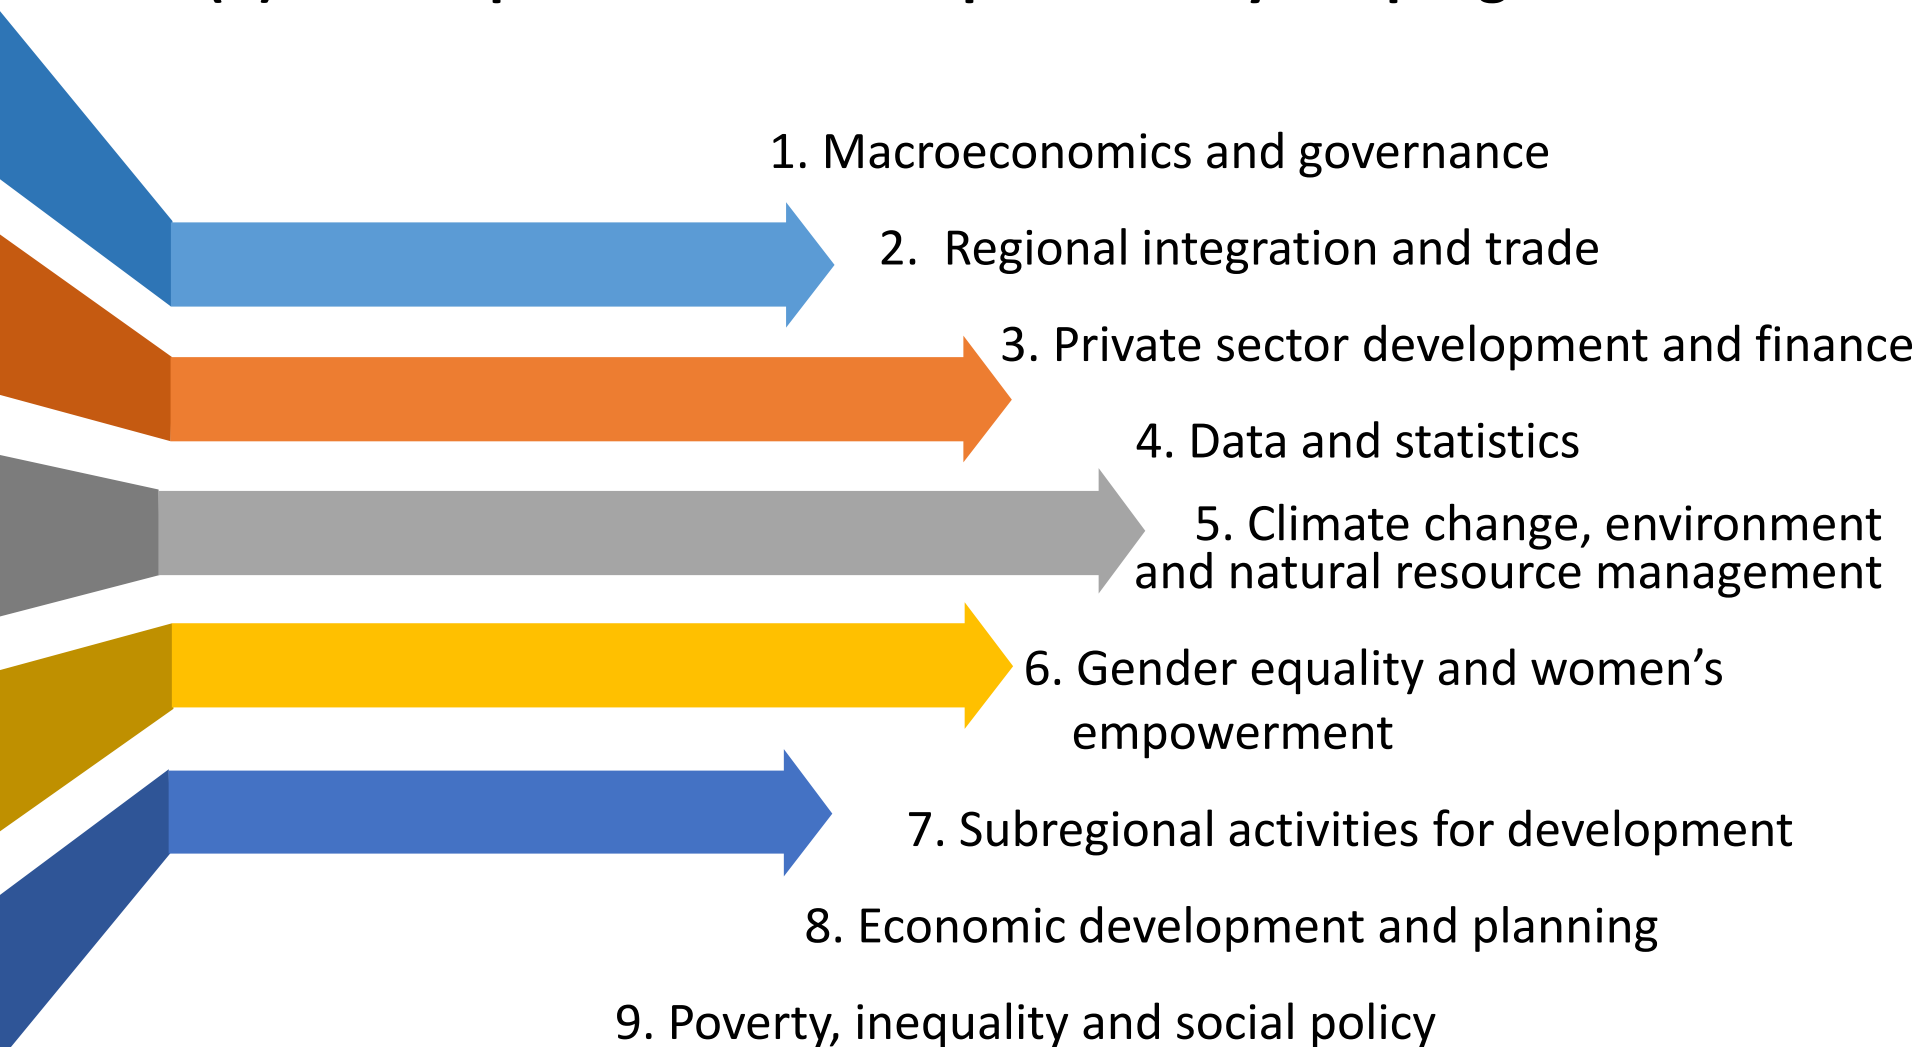 1. Macroeconomics and governance
2. Regional integration and trade
3. Private sector development and finance
4. Data and statistics
5. Climate change, environment
and natural resource management
6. Gender equality and women’s
empowerment
7. Subregional activities for development
8. Economic development and planning
9. Poverty, inequality and social policy